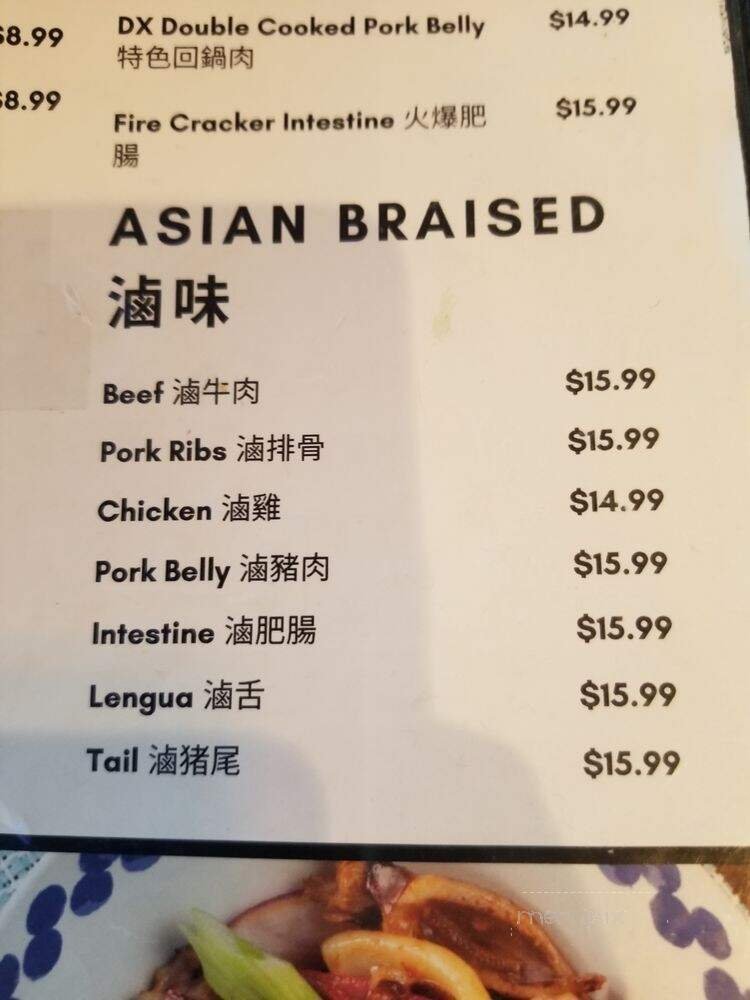 $8.99
DX Double Cooked Pork Belly $14.99
特色回鍋肉
$8.99
Fire Cracker Intestine 火爆肥 $15.99
腸
ASIAN BRAISED
滷味
Beef 滷牛肉 $15.99
Pork Ribs 滷排骨 $15.99
Chicken 滷雞 $14.99
Pork Belly 滷豬肉 $15.99
Intestine 滷肥腸 $15.99
Lengua 滷舌 $15.99
Tail 滷猪尾 $15.99